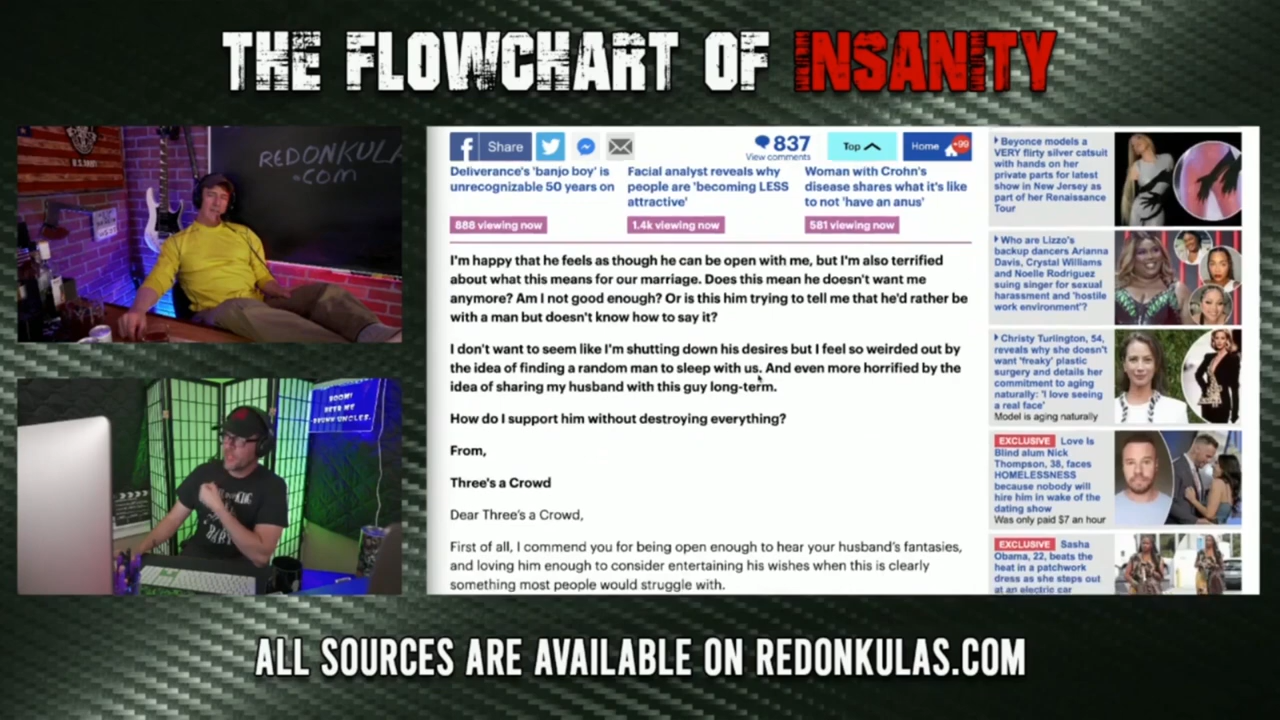 THE FLOWCHART OF INSANITY
REDONKULA
.COM
U.S.
837
Share
View comments
Top
Home
+99
Deliverance's 'banjo boy' is
unrecognizable 50 years on
888 viewing now
Facial analyst reveals why
people are 'becoming LESS
attractive'
1.4k viewing now
Woman with Crohn's
disease shares what it's like
to not 'have an anus'
581 viewing now
I'm happy that he feels as though he can be open with me, but I'm also terrified
about what this means for our marriage. Does this mean he doesn't want me
anymore? Am I not good enough? Or is this him trying to tell me that he'd rather be
with a man but doesn't know how to say it?
I don't want to seem like I'm shutting down his desires but I feel so weirded out by
the idea of finding a random man to sleep with us. And even more horrified by the
idea of sharing my husband with this guy long-term.
How do I support him without destroying everything?
From,
Three's a Crowd
Dear Three's a Crowd,
First of all, I commend you for being open enough to hear your husband's fantasies,
and loving him enough to consider entertaining his wishes when this is clearly
something most people would struggle with.
Beyonce models a
VERY flirty silver catsuit
with hands on her
private parts for latest
show in New Jersey as
part of her Renaissance
Tour
Who are Lizzo's
backup dancers Arianna
Davis, Crystal Williams
and Noelle Rodriguez
suing singer for sexual
harassment and 'hostile
work environment'?
Christy Turlington, 54,
reveals why she doesn't
want 'freaky' plastic
surgery and details her
commitment to aging
naturally: 'I love seeing
a real face'
Model is aging naturally
EXCLUSIVE Love Is
Blind alum Nick
Thompson, 38, faces
HOMELESSNESS
because nobody will
hire him in wake of the
dating show
Was only paid $7 an hour
EXCLUSIVE Sasha
Obama, 22, beats the
heat in a patchwork
dress as she steps out
at an electric car
ALL SOURCES ARE AVAILABLE ON REDONKULAS.COM